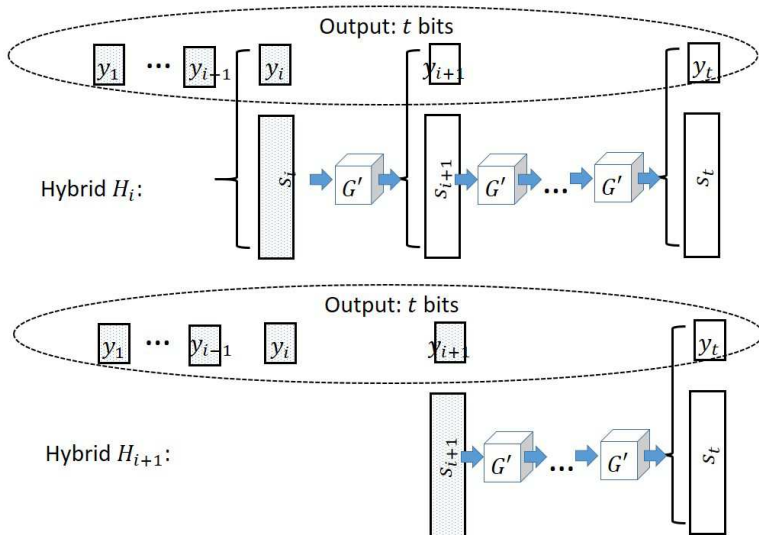 Output: t bits
y₁ ••• yᵢ₋₁ yᵢ yᵢ₊₁ yₜ
Hybrid Hᵢ: sᵢ G′ sᵢ₊₁ G′ ... G′ sₜ
Output: t bits
y₁ ••• yᵢ₋₁ yᵢ yᵢ₊₁ yₜ
Hybrid Hᵢ₊₁: sᵢ₊₁ G′ ... G′ sₜ